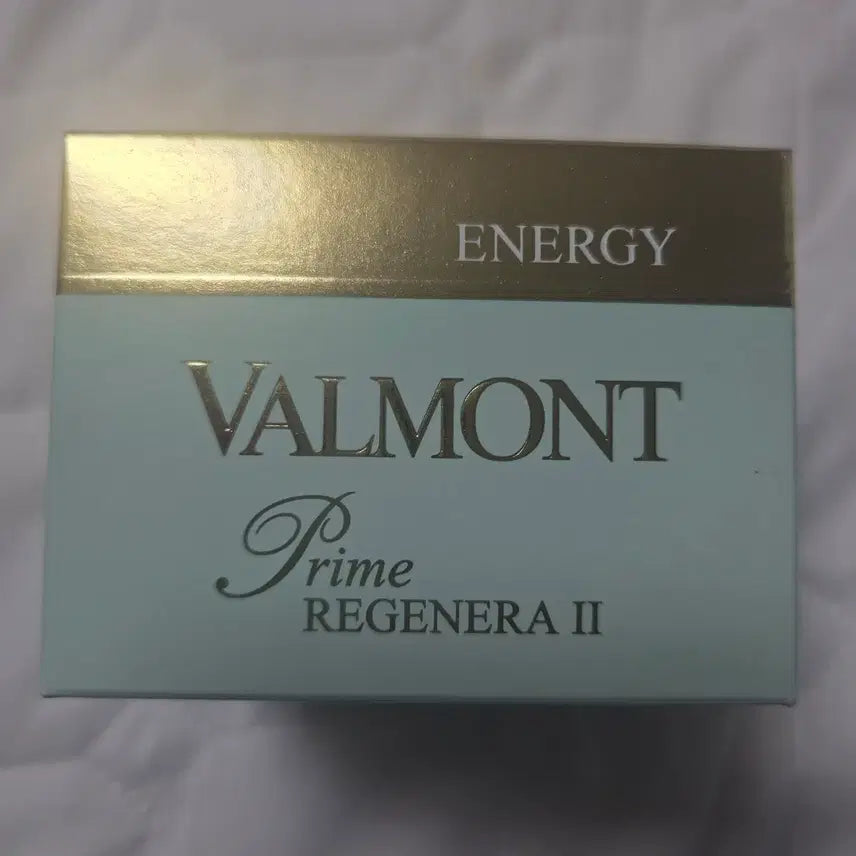 ENERGY
VALMONT
Prime
REGENERA II